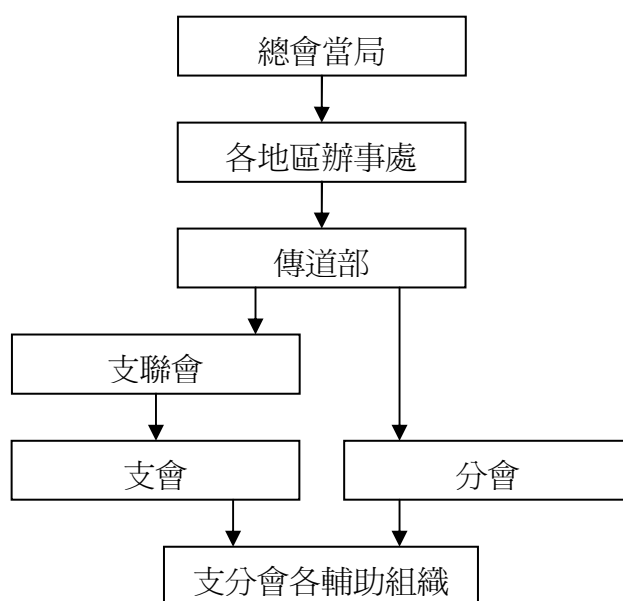 總會當局
各地區辦事處
傳道部
支聯會
支會
分會
支分會各輔助組織